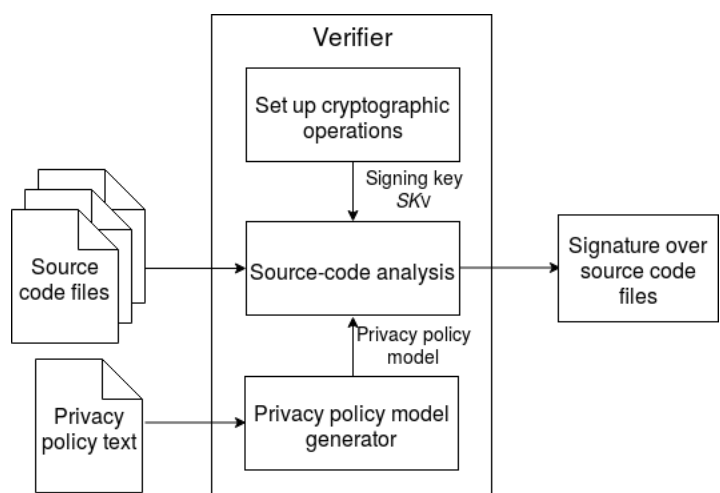 Verifier
Set up cryptographic
operations
Signing key
SKv
Source
code files
Source-code analysis
Signature over
source code
files
Privacy policy
model
Privacy
policy text
Privacy policy model
generator